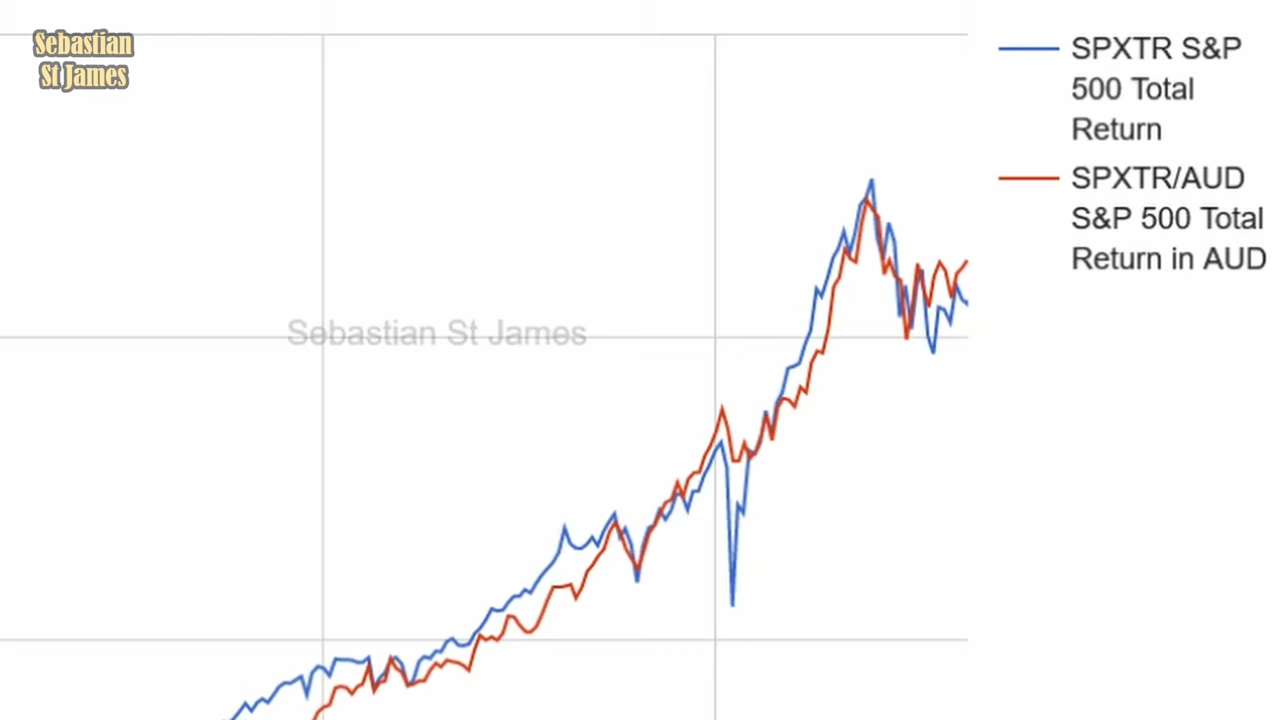 Sebastian
St James
SPXTR S&P
500 Total
Return
SPXTR/AUD
S&P 500 Total
Return in AUD
Sebastian St James